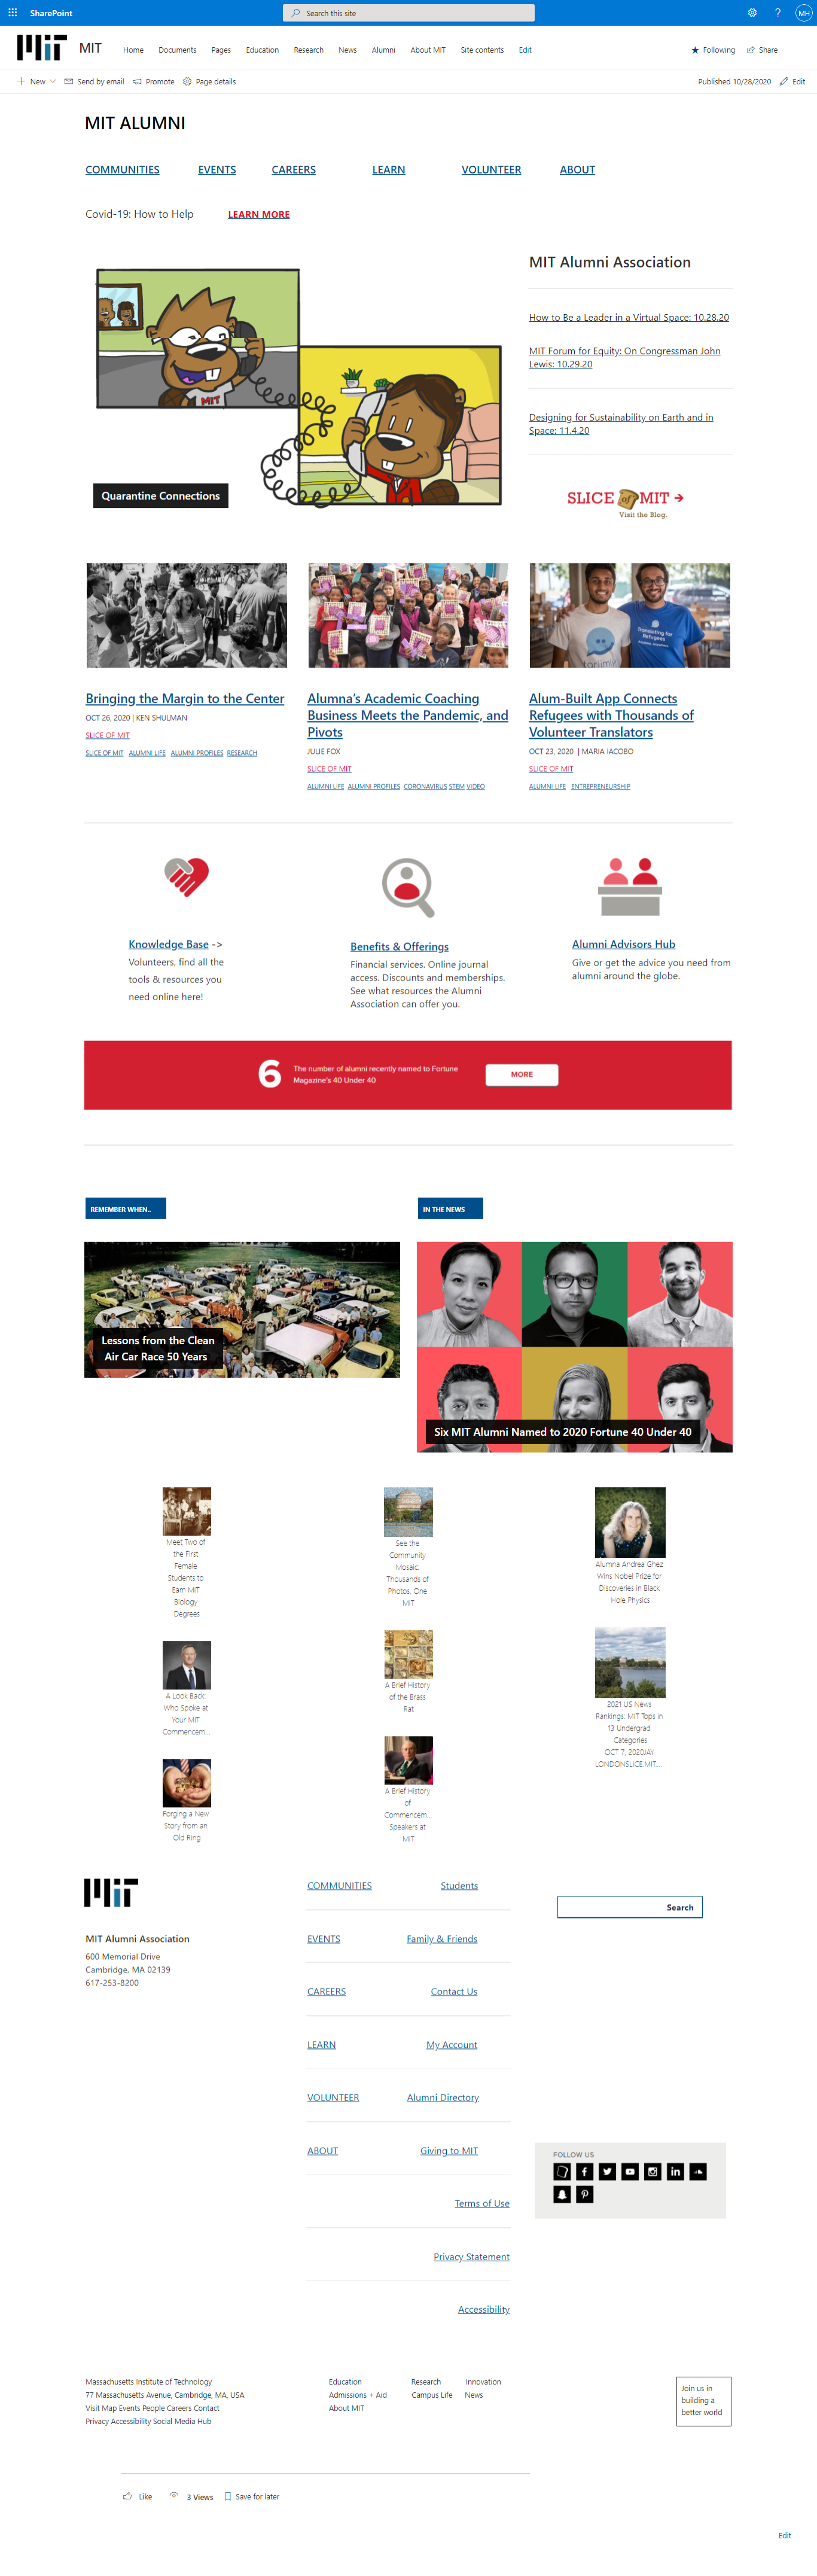 SharePoint
Search this site
?
MH
MIT
MIT
Home Documents Pages Education Research News Alumni About MIT Site contents Edit
Following Share
New Send by email Promote Page details
Published 10/28/2020 Edit
MIT ALUMNI
COMMUNITIES EVENTS CAREERS LEARN VOLUNTEER ABOUT
Covid-19: How to Help LEARN MORE
MIT
Quarantine Connections
MIT Alumni Association
How to Be a Leader in a Virtual Space: 10.28.20
MIT Forum for Equity: On Congressman John
Lewis: 10.29.20
Designing for Sustainability on Earth and in
Space: 11.4.20
SLICE of MIT →
Visit the Blog.
Bringing the Margin to the Center
OCT 26, 2020 | KEN SHULMAN
SLICE OF MIT
SLICE OF MIT ALUMNI LIFE ALUMNI PROFILES RESEARCH
Alumna's Academic Coaching
Business Meets the Pandemic, and
Pivots
JULIE FOX
SLICE OF MIT
ALUMNI LIFE ALUMNI PROFILES CORONAVIRUS STEM VIDEO
tarjimly
Translating for
Refugees
Alum-Built App Connects
Refugees with Thousands of
Volunteer Translators
OCT 23, 2020 | MARIA IACOBO
SLICE OF MIT
ALUMNI LIFE ENTREPRENEURSHIP
Knowledge Base ->
Volunteers, find all the
tools & resources you
need online here!
Benefits & Offerings
Financial services. Online journal
access. Discounts and memberships.
See what resources the Alumni
Association can offer you.
Alumni Advisors Hub
Give or get the advice you need from
alumni around the globe.
6
The number of alumni recently named to Fortune
Magazine's 40 Under 40
MORE
REMEMBER WHEN..
Lessons from the Clean
Air Car Race 50 Years
IN THE NEWS
Six MIT Alumni Named to 2020 Fortune 40 Under 40
Meet Two of
the First
Female
Students to
Earn MIT
Biology
Degrees
A Look Back:
Who Spoke at
Your MIT
Commencem...
Forging a New
Story from an
Old Ring
See the
Community
Mosaic:
Thousands of
Photos, One
MIT
A Brief History
of the Brass
Rat
A Brief History
of
Commencem...
Speakers at
MIT
Alumna Andrea Ghez
Wins Nobel Prize for
Discoveries in Black
Hole Physics
2021 US News
Rankings: MIT Tops in
13 Undergrad
Categories
OCT 7, 2020JAY
LONDONSLICE.MIT....
MIT
MIT Alumni Association
600 Memorial Drive
Cambridge, MA 02139
617-253-8200
COMMUNITIES Students
EVENTS Family & Friends
CAREERS Contact Us
LEARN My Account
VOLUNTEER Alumni Directory
ABOUT Giving to MIT
Terms of Use
Privacy Statement
Accessibility
Search
FOLLOW US
Massachusetts Institute of Technology
77 Massachusetts Avenue, Cambridge, MA, USA
Visit Map Events People Careers Contact
Privacy Accessibility Social Media Hub
Education Research Innovation
Admissions + Aid Campus Life News
About MIT
Join us in
building a
better world
Like 3 Views Save for later
Edit